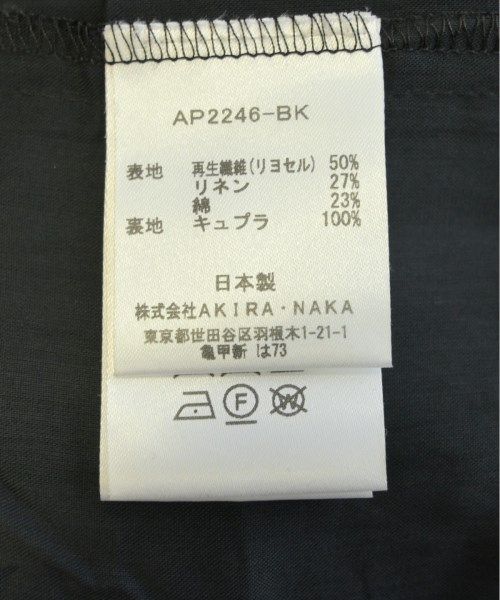 AP2246-BK
表地 再生繊維(リヨセル) 50%
リネン 27%
綿 23%
裏地 キュプラ 100%
日本製
株式会社AKIRA・NAKA
東京都世田谷区羽根木1-21-1
亀甲新 は73
F W